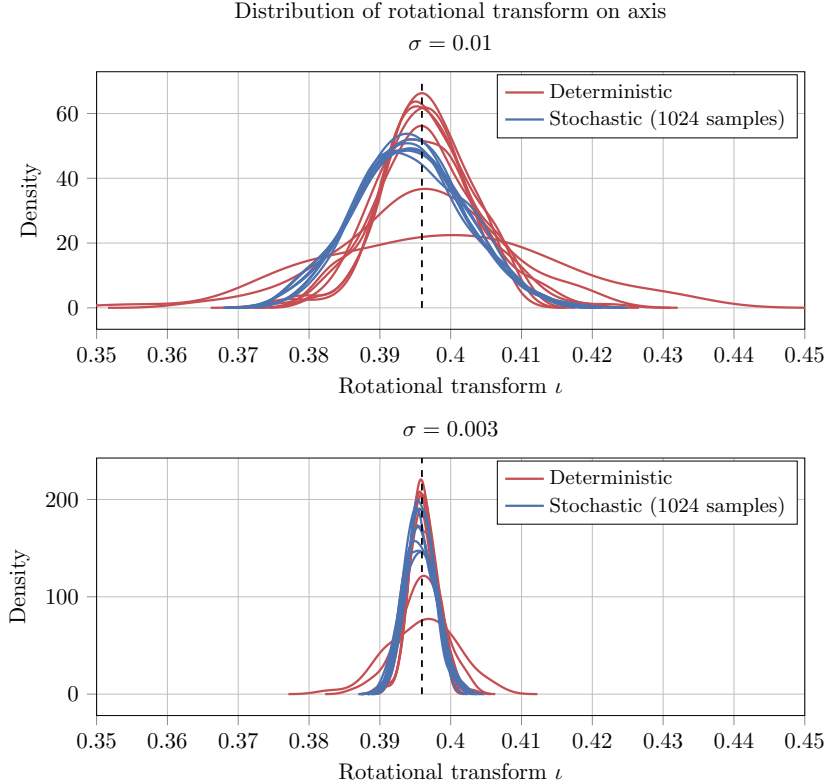 Distribution of rotational transform on axis
σ = 0.01
Deterministic
Stochastic (1024 samples)
Density
60
40
20
0
0.35 0.36 0.37 0.38 0.39 0.4 0.41 0.42 0.43 0.44 0.45
Rotational transform ι
σ = 0.003
Deterministic
Stochastic (1024 samples)
Density
200
100
0
0.35 0.36 0.37 0.38 0.39 0.4 0.41 0.42 0.43 0.44 0.45
Rotational transform ι